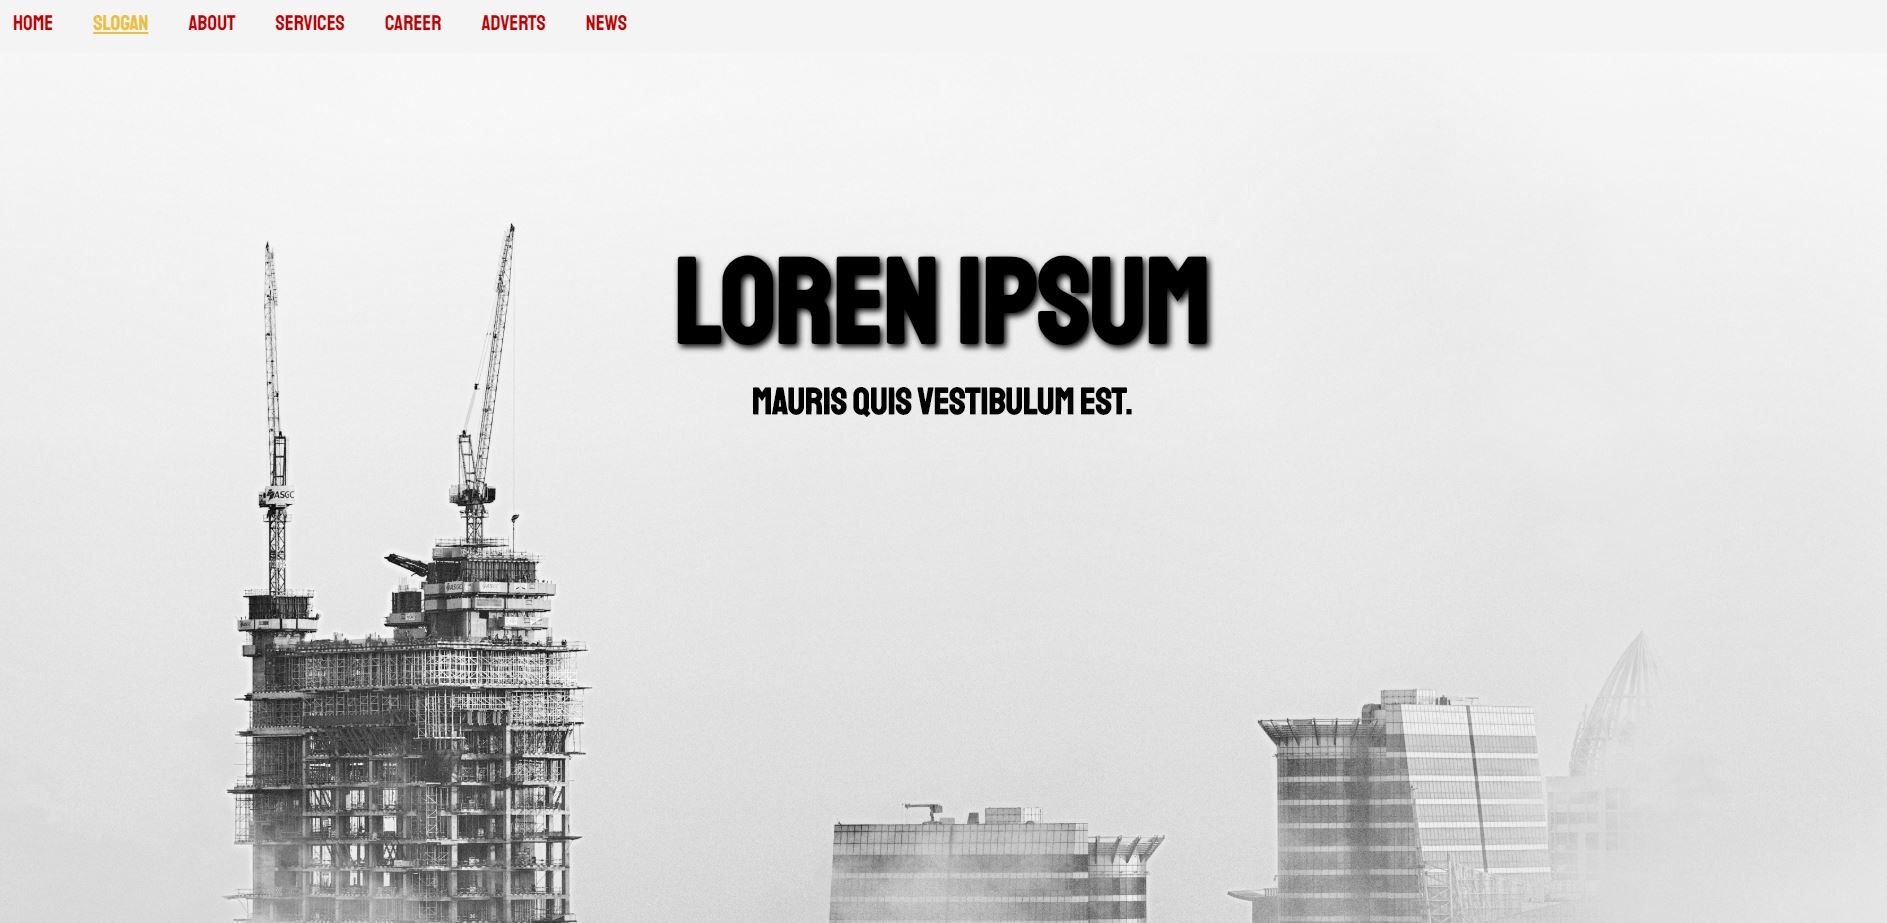 HOME SLOGAN ABOUT SERVICES CAREER ADVERTS NEWS
LOREN IPSUM
MAURIS QUIS VESTIBULUM EST.
ASGC
ASGC